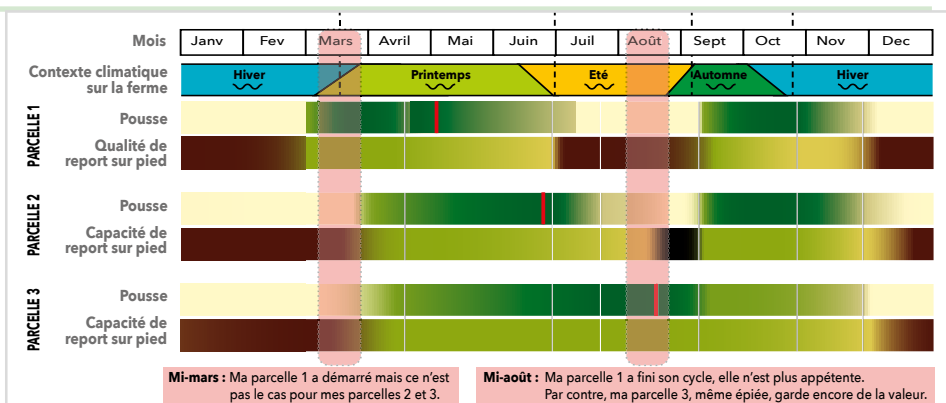 Mois Janv Fev Mars Avril Mai Juin Juil Août Sept Oct Nov Dec
Contexte climatique
sur la ferme
Hiver Printemps Eté Automne Hiver
PARCELLE 1
Pousse
Qualité de
report sur pied
PARCELLE 2
Pousse
Capacité de
report sur pied
PARCELLE 3
Pousse
Capacité de
report sur pied
Mi-mars : Ma parcelle 1 a démarré mais ce n'est
pas le cas pour mes parcelles 2 et 3.
Mi-août : Ma parcelle 1 a fini son cycle, elle n'est plus appétente.
Par contre, ma parcelle 3, même épiée, garde encore de la valeur.